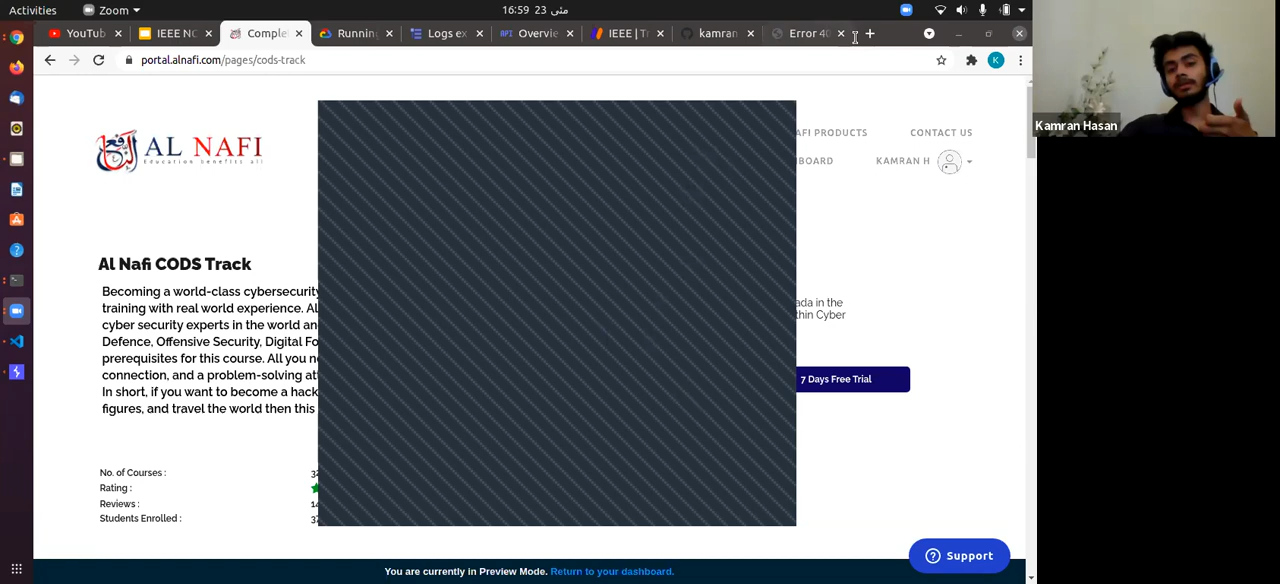 Activities
Zoom
16:59 23 مئی
YouTub
IEEE NC
Comple
Runnin
Logs ex
API Overvie
IEEE | Tr
kamran
Error 40
portal.alnafi.com/pages/cods-track
K
Kamran Hasan
AL NAFI
Education benefits all
AFI PRODUCTS
CONTACT US
BOARD
KAMRAN H
Al Nafi CODS Track
Becoming a world-class cybersecurity
training with real world experience. Al
cyber security experts in the world an
Defence, Offensive Security, Digital Fo
prerequisites for this course. All you n
connection, and a problem-solving att
In short, if you want to become a hack
figures, and travel the world then this
ada in the
thin Cyber
7 Days Free Trial
No. of Courses :
Rating :
Reviews :
Students Enrolled :
Support
You are currently in Preview Mode. Return to your dashboard.